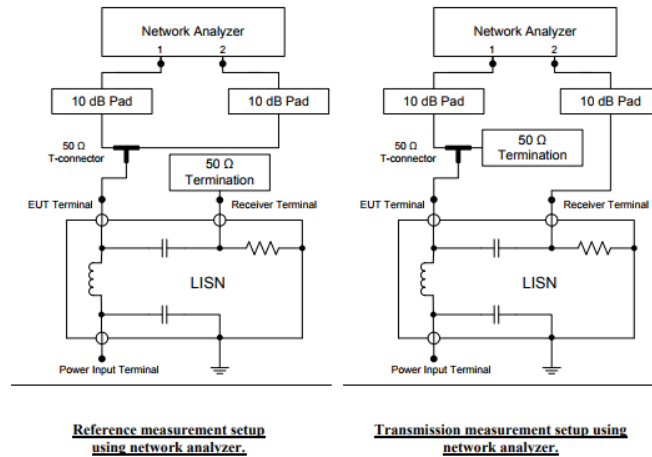 Network Analyzer
1 2
10 dB Pad 10 dB Pad
50 Ω
T-connector
50 Ω
Termination
EUT Terminal Receiver Terminal
LISN
Power Input Terminal
Reference measurement setup
using network analyzer.
Network Analyzer
1 2
10 dB Pad 10 dB Pad
50 Ω
T-connector
50 Ω
Termination
EUT Terminal Receiver Terminal
LISN
Power Input Terminal
Transmission measurement setup using
network analyzer.